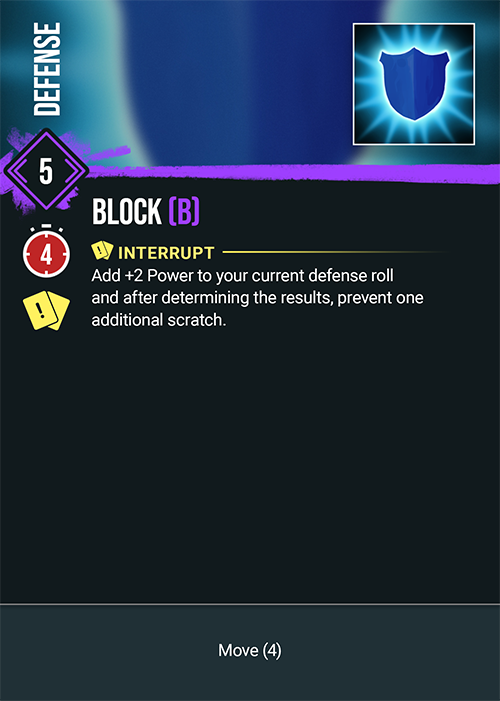 DEFENSE
5
BLOCK (B)
4
! INTERRUPT
Add +2 Power to your current defense roll
and after determining the results, prevent one
additional scratch.
!
Move (4)